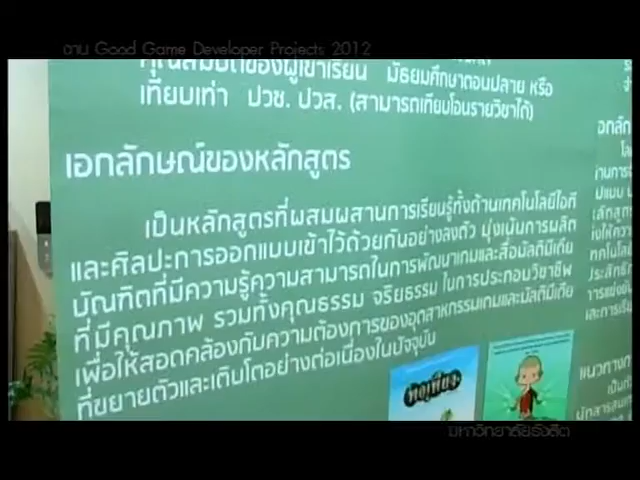 งาน Good Game Developer Projects 2012
คุณสมบัติของผู้เข้าเรียน มัธยมศึกษาตอนปลาย หรือ
เทียบเท่า ปวช. ปวส. (สามารถเทียบโอนรายวิชาได้)
เอกลักษณ์ของหลักสูตร
เป็นหลักสูตรที่ผสมผสานการเรียนรู้ทั้งด้านเทคโนโลยีไอที
และศิลปะการออกแบบเข้าไว้ด้วยกันอย่างลงตัว มุ่งเน้นการผลิต
บัณฑิตที่มีความรู้ความสามารถในการพัฒนาเกมและสื่อมัลติมีเดีย
ที่มีคุณภาพ รวมทั้งคุณธรรม จริยธรรม ในการประกอบวิชาชีพ
เพื่อให้สอดคล้องกับความต้องการของอุตสาหกรรมเกมและมัลติมีเดีย
ที่ขยายตัวและเติบโตอย่างต่อเนื่องในปัจจุบัน
พอเพียง
มหาวิทยาลัยรังสิต